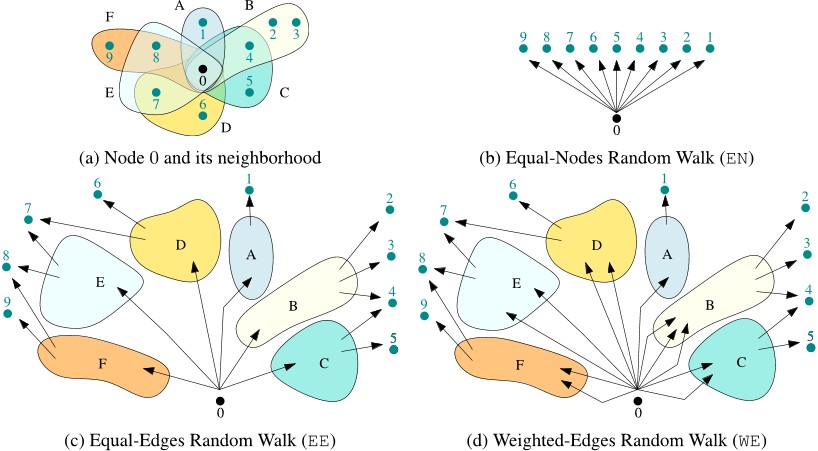 A
B
F
1
2
3
9
8
4
0
E
7
6
5
C
D
(a) Node 0 and its neighborhood
9 8 7 6 5 4 3 2 1
0
(b) Equal-Nodes Random Walk (EN)
1
6
7
2
D
A
3
8
E
4
B
9
5
F
C
0
(c) Equal-Edges Random Walk (EE)
1
6
7
2
D
A
3
8
E
4
B
9
5
F
C
0
(d) Weighted-Edges Random Walk (WE)